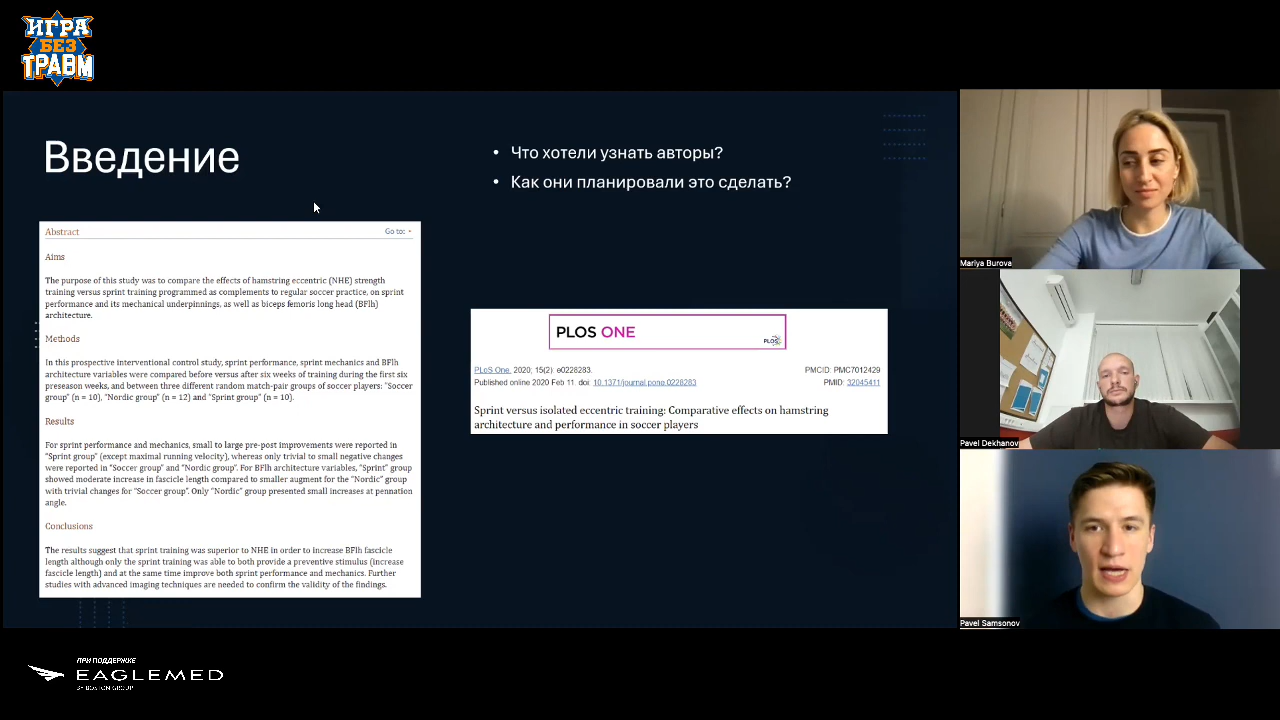 ИГРА
БЕЗ
ТРАВМ
Введение
• Что хотели узнать авторы?
• Как они планировали это сделать?
Abstract
Go to:
Aims
The purpose of this study was to compare the effects of hamstring eccentric (NHE) strength
training versus sprint training programmed as complements to regular soccer practice, on sprint
performance and its mechanical underpinnings, as well as biceps femoris long head (BFlh)
architecture.
Methods
In this prospective interventional control study, sprint performance, sprint mechanics and BFlh
architecture variables were compared before versus after six weeks of training during the first six
preseason weeks, and between three different random match-pair groups of soccer players: "Soccer
group" (n = 10), "Nordic group" (n = 12) and "Sprint group" (n = 10).
Results
For sprint performance and mechanics, small to large pre-post improvements were reported in
"Sprint group" (except maximal running velocity), whereas only trivial to small negative changes
were reported in "Soccer group" and "Nordic group". For BFlh architecture variables, "Sprint" group
showed moderate increase in fascicle length compared to smaller augment for the "Nordic" group
with trivial changes for "Soccer group". Only "Nordic" group presented small increases at pennation
angle.
Conclusions
The results suggest that sprint training was superior to NHE in order to increase BFlh fascicle
length although only the sprint training was able to both provide a preventive stimulus (increase
fascicle length) and at the same time improve both sprint performance and mechanics. Further
studies with advanced imaging techniques are needed to confirm the validity of the findings.
PLOS ONE
PLOS
PLoS One. 2020; 15(2): e0228283.
PMCID: PMC7012429
Published online 2020 Feb 11. doi: 10.1371/journal.pone.0228283
PMID: 32045411
Sprint versus isolated eccentric training: Comparative effects on hamstring
architecture and performance in soccer players
Mariya Burova
Pavel Dekhanov
Pavel Samsonov
ПРИ ПОДДЕРЖКЕ
EAGLEMED
BY BOSTON GROUP